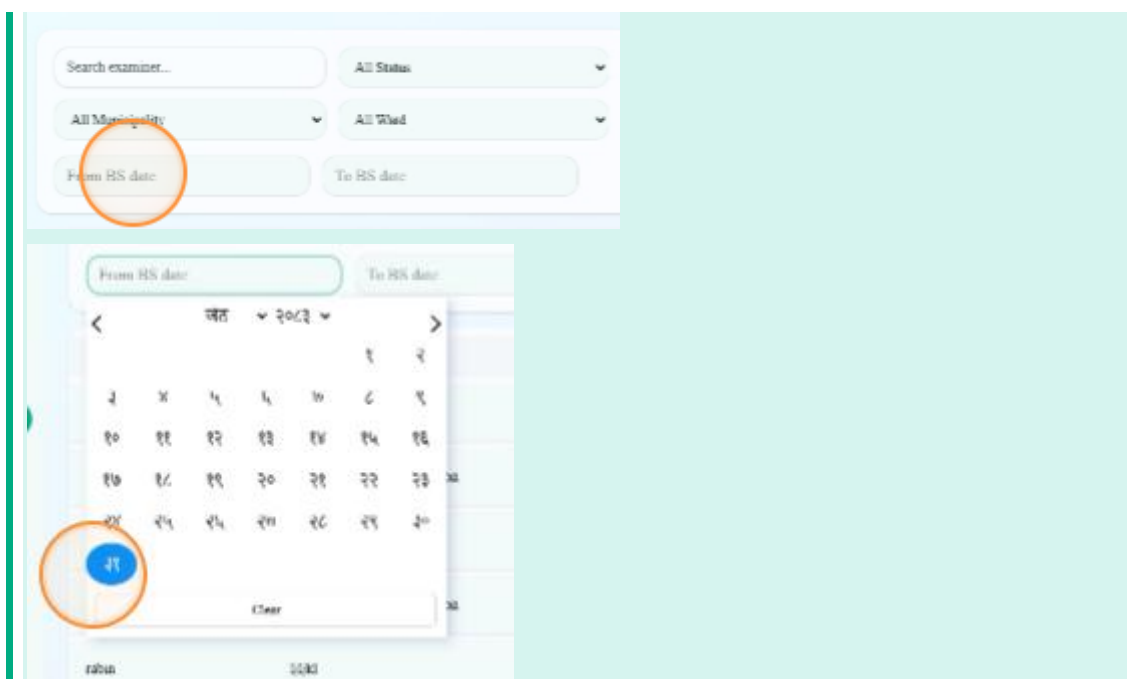 Search examiner...
All Status
All Municipality
All Ward
From BS date
To BS date
From BS date
To BS date
जेठ २०८३
१ २
३ ४ ५ ६ ७ ८ ९
१० ११ १२ १३ १४ १५ १६
१७ १८ १९ २० २१ २२ २३
२४ २५ २६ २७ २८ २९ ३०
३१
Clear
rabin